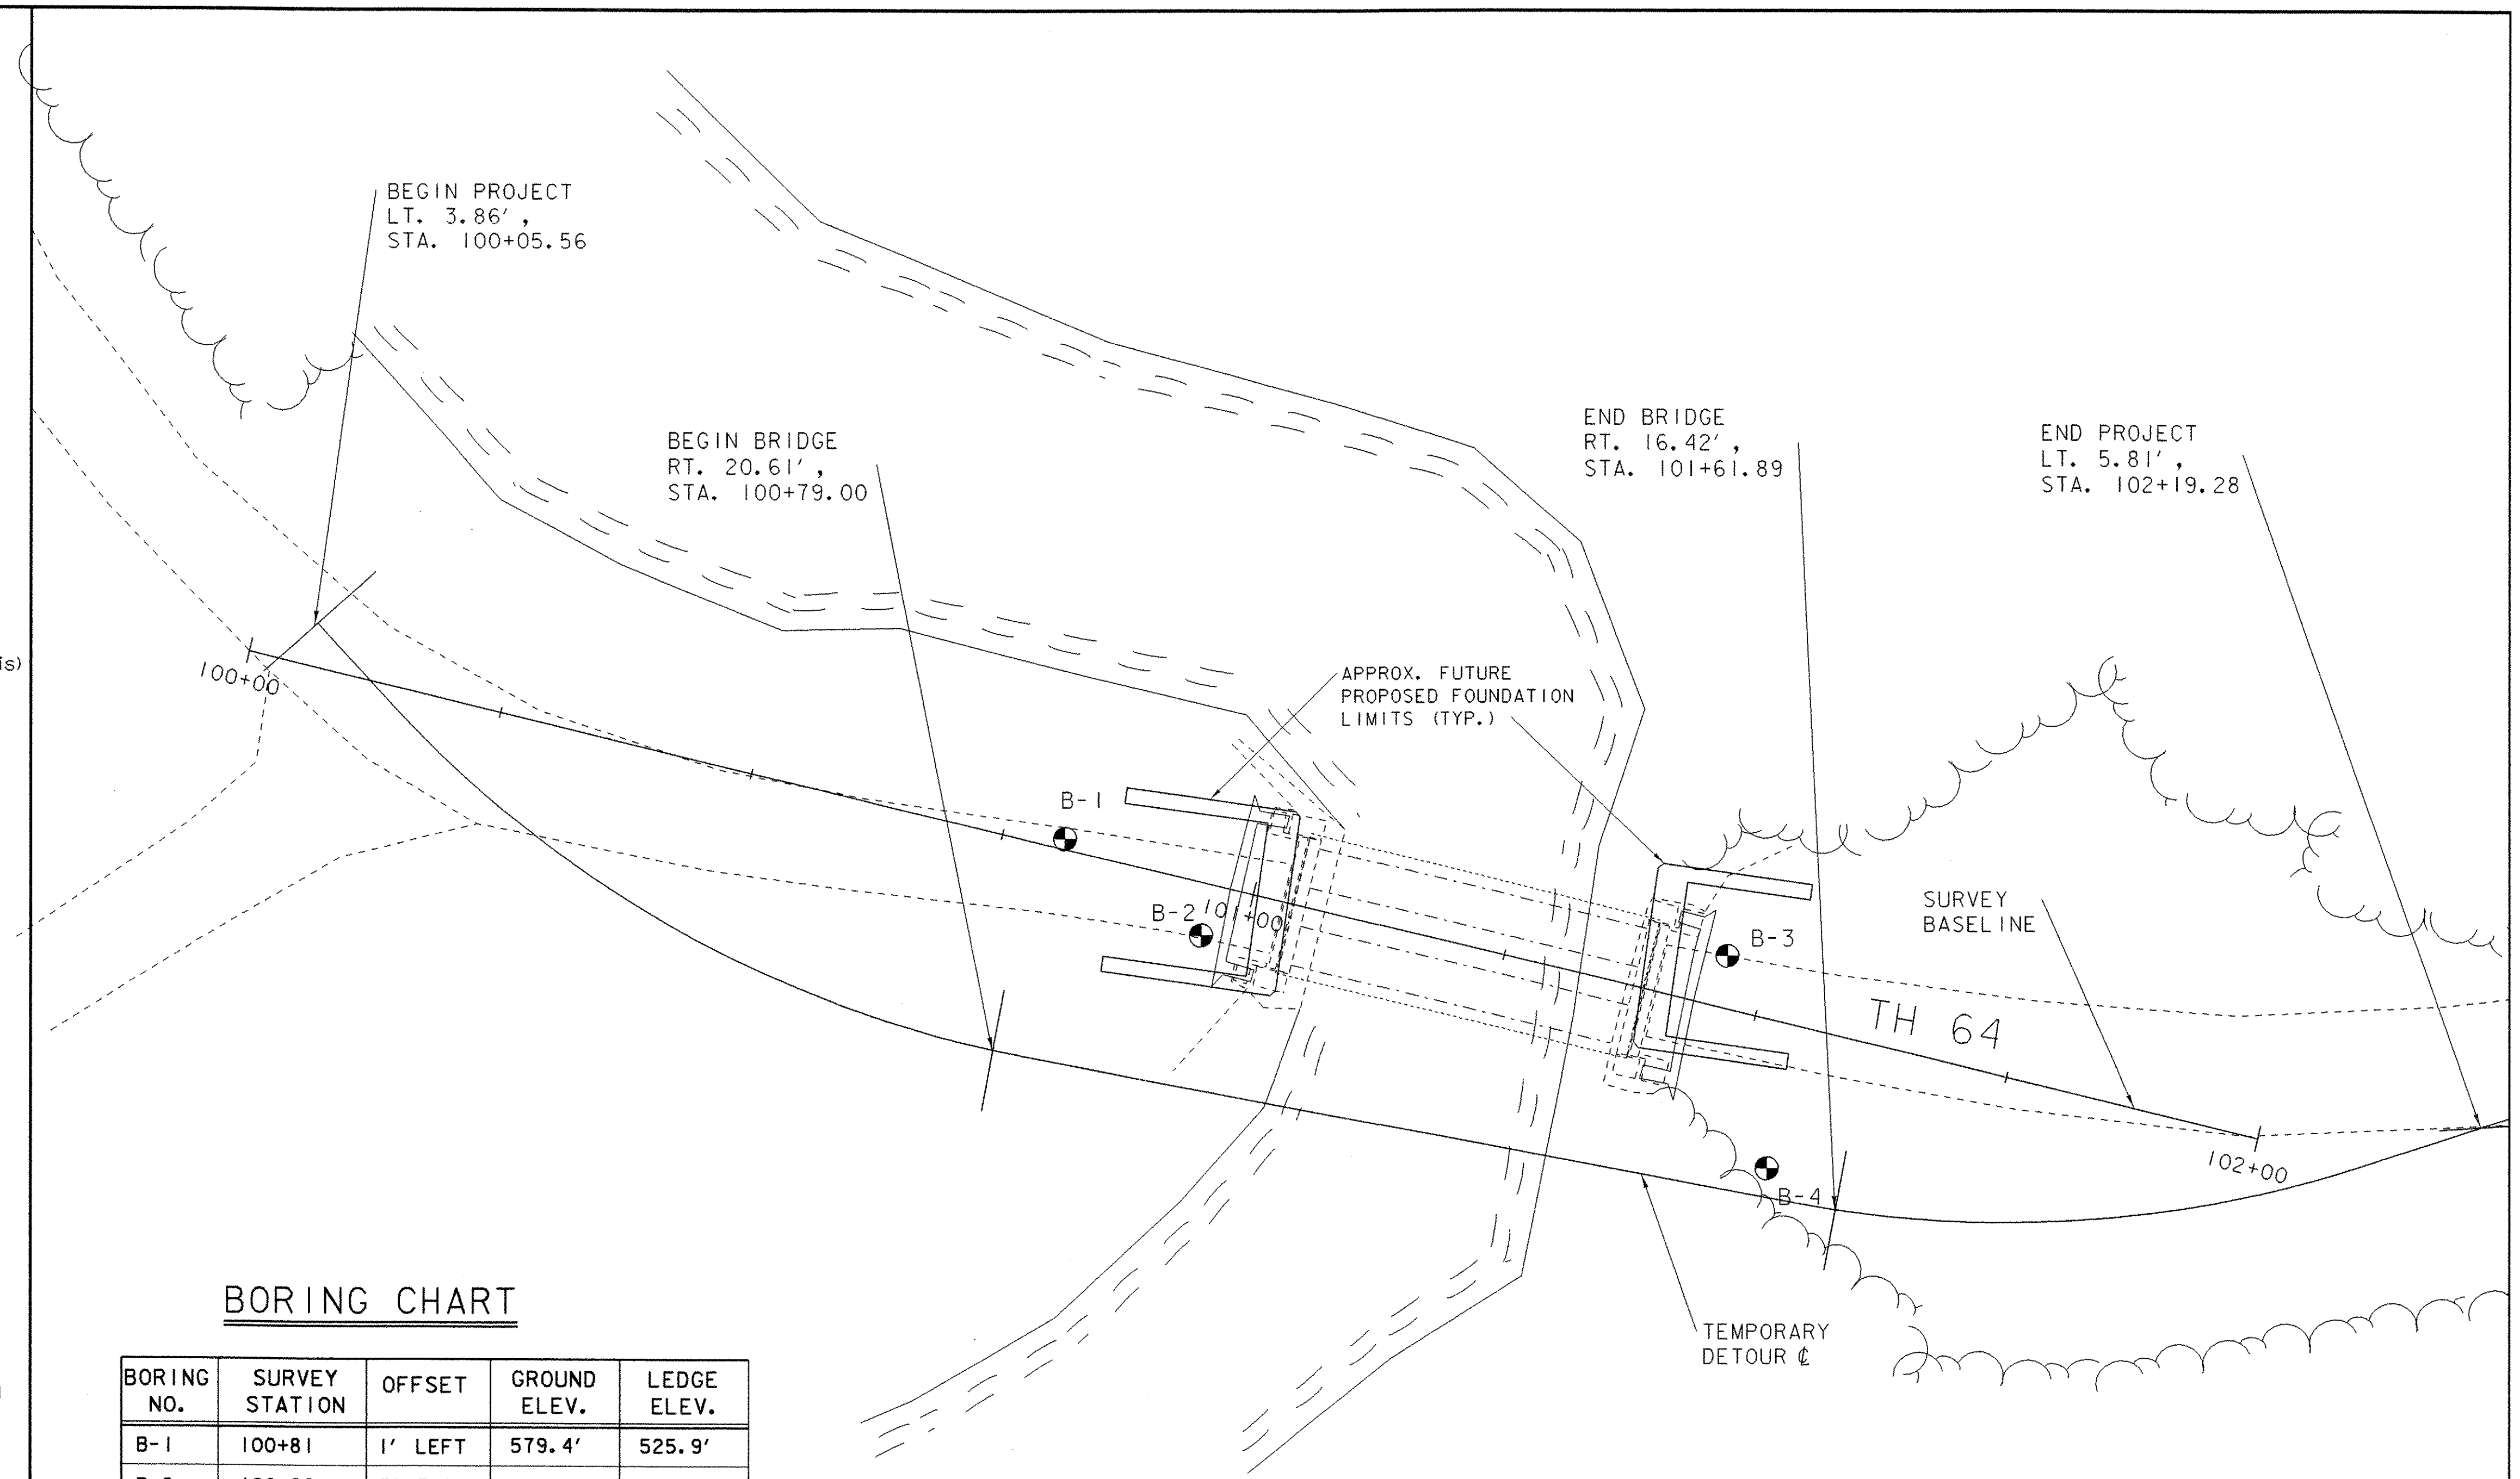 BEGIN PROJECT
LT. 3.86',
STA. 100+05.56
BEGIN BRIDGE
RT. 20.61',
STA. 100+79.00
END BRIDGE
RT. 16.42',
STA. 101+61.89
END PROJECT
LT. 5.81',
STA. 102+19.28
is)
100+00
APPROX. FUTURE
PROPOSED FOUNDATION
LIMITS (TYP.)
B-1
B-2
101+00
B-3
SURVEY
BASELINE
TH 64
102+00
B-4
TEMPORARY
DETOUR ℄
BORING CHART
BORING NO.
SURVEY STATION
OFFSET
GROUND ELEV.
LEDGE ELEV.
B-1
100+81
1' LEFT
579.4'
525.9'